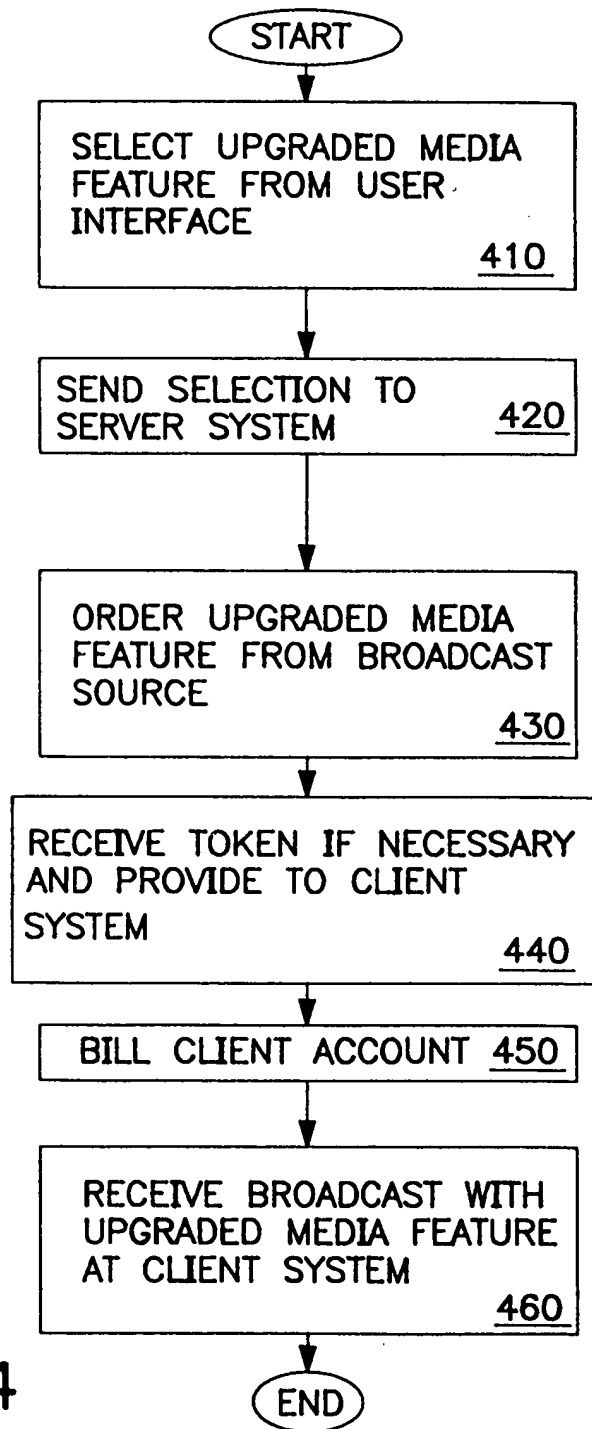 START
SELECT UPGRADED MEDIA
FEATURE FROM USER
INTERFACE
410
SEND SELECTION TO
SERVER SYSTEM 420
ORDER UPGRADED MEDIA
FEATURE FROM BROADCAST
SOURCE
430
RECEIVE TOKEN IF NECESSARY
AND PROVIDE TO CLIENT
SYSTEM
440
BILL CLIENT ACCOUNT 450
RECEIVE BROADCAST WITH
UPGRADED MEDIA FEATURE
AT CLIENT SYSTEM
460
4
END